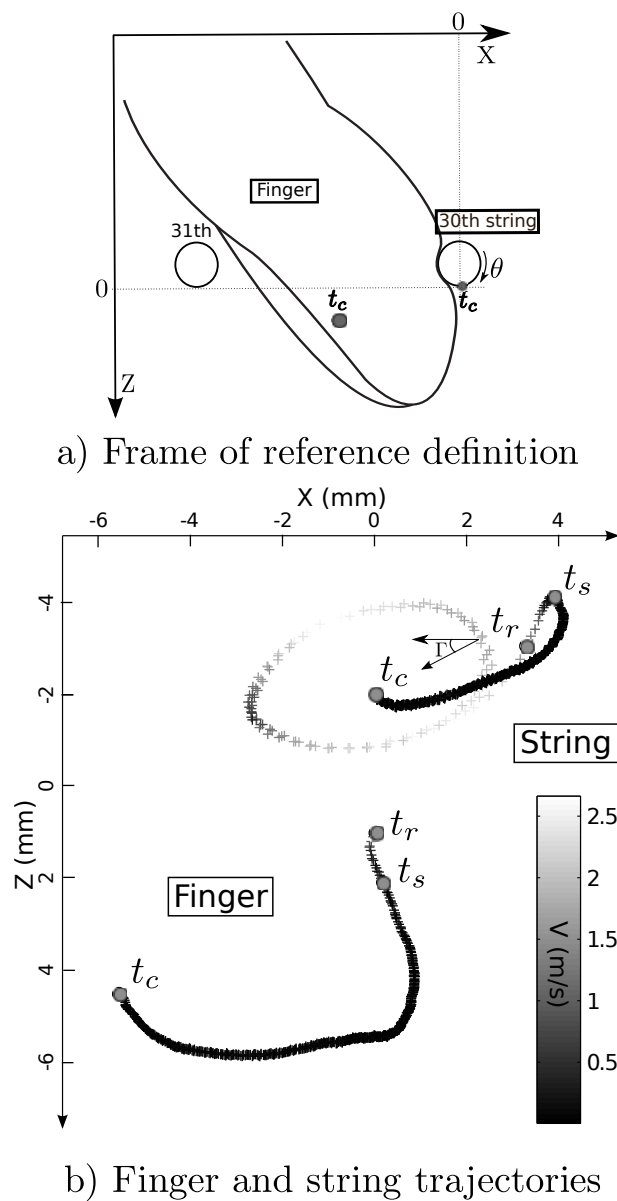 0
X
Finger
30th string
31th
θ
0
t_c
t_c
Z
a) Frame of reference definition
X (mm)
-6 -4 -2 0 2 4
t_s
-4
t_r
Γ
t_c
-2
String
0
Z (mm)
t_r
2.5
t_s
2
Finger
2
V (m/s)
1.5
t_c
4
1
-6
0.5
b) Finger and string trajectories